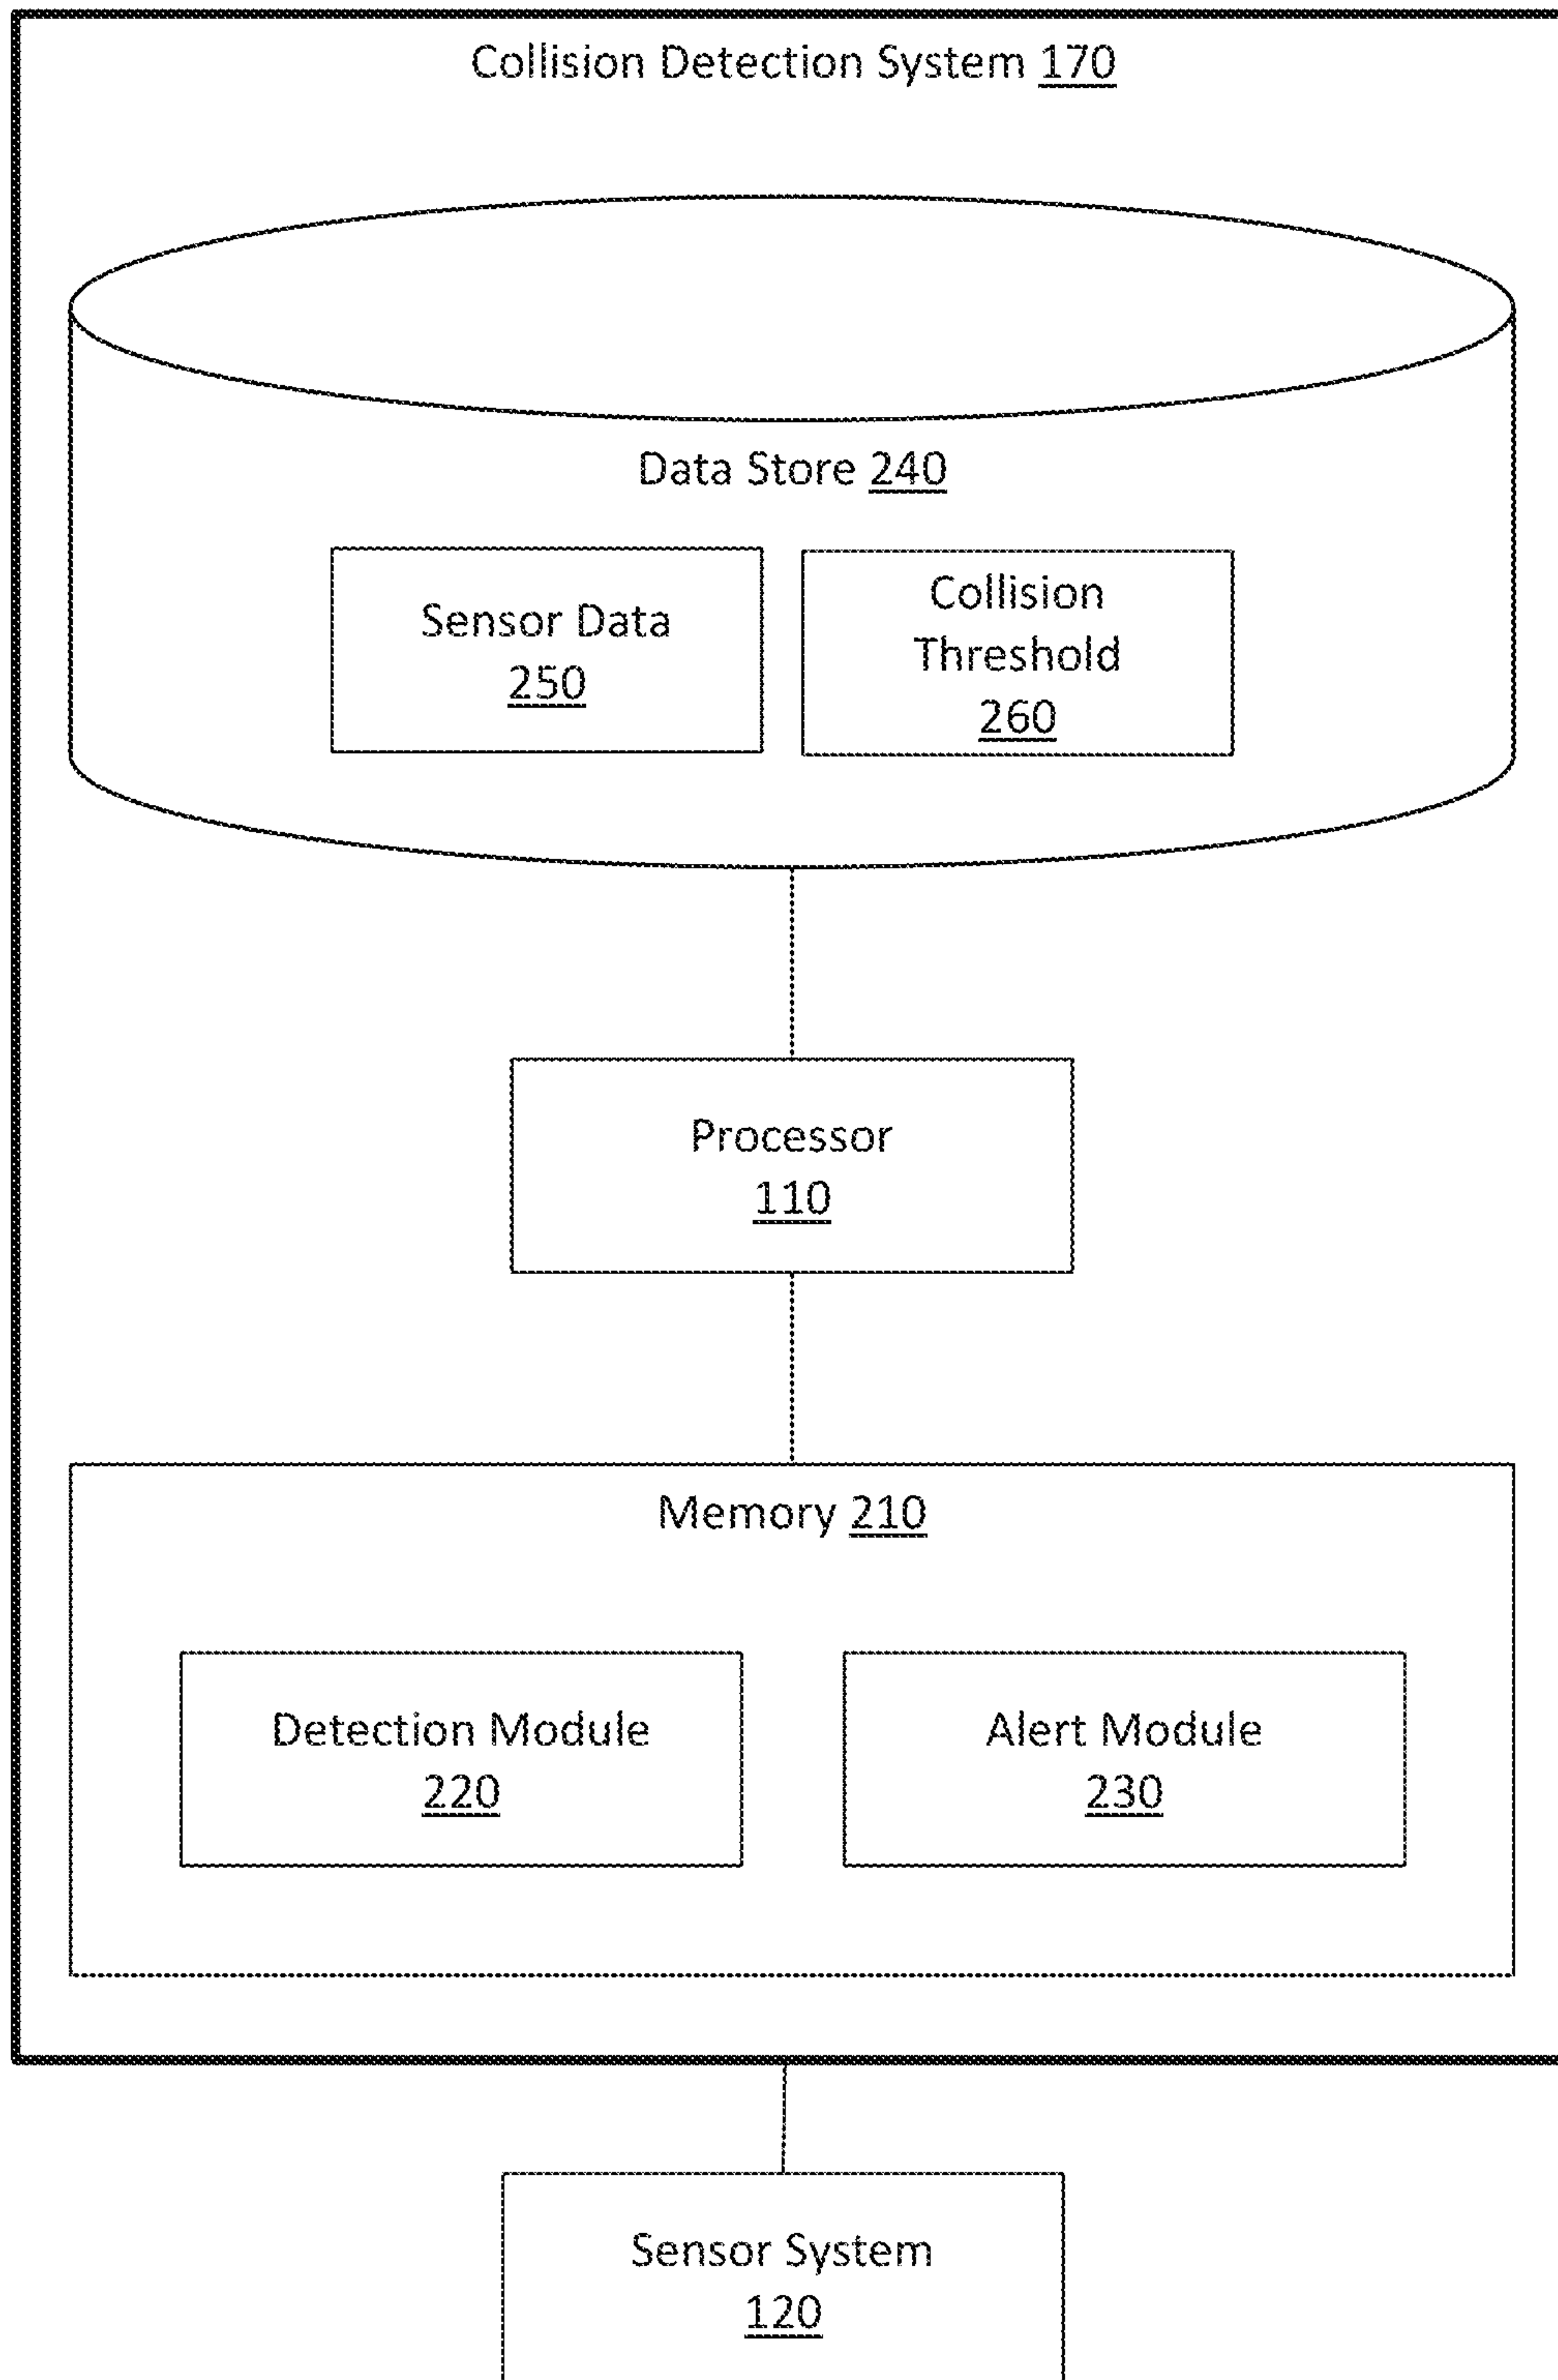 Collision Detection System 170
Data Store 240
Sensor Data
250
Collision
Threshold
260
Processor
110
Memory 210
Detection Module
220
Alert Module
230
Sensor System
120